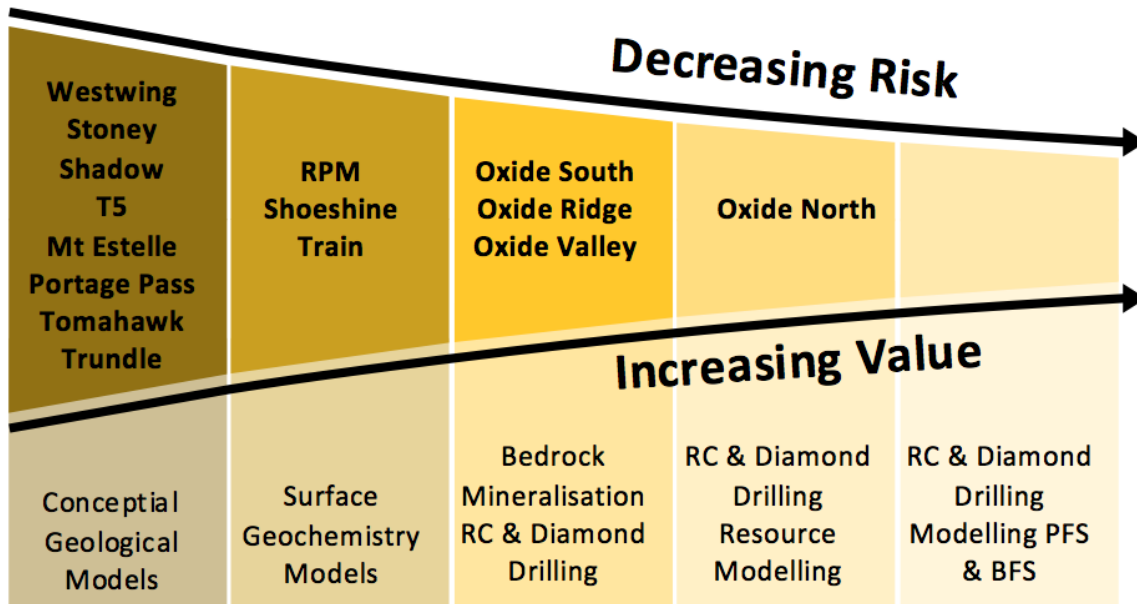 Decreasing Risk
Westwing
Stoney
Shadow
T5
Mt Estelle
Portage Pass
Tomahawk
Trundle
RPM
Shoeshine
Train
Oxide South
Oxide Ridge
Oxide Valley
Oxide North
Increasing Value
Conceptial
Geological
Models
Surface
Geochemistry
Models
Bedrock
Mineralisation
RC & Diamond
Drilling
RC & Diamond
Drilling
Resource
Modelling
RC & Diamond
Drilling
Modelling PFS
& BFS